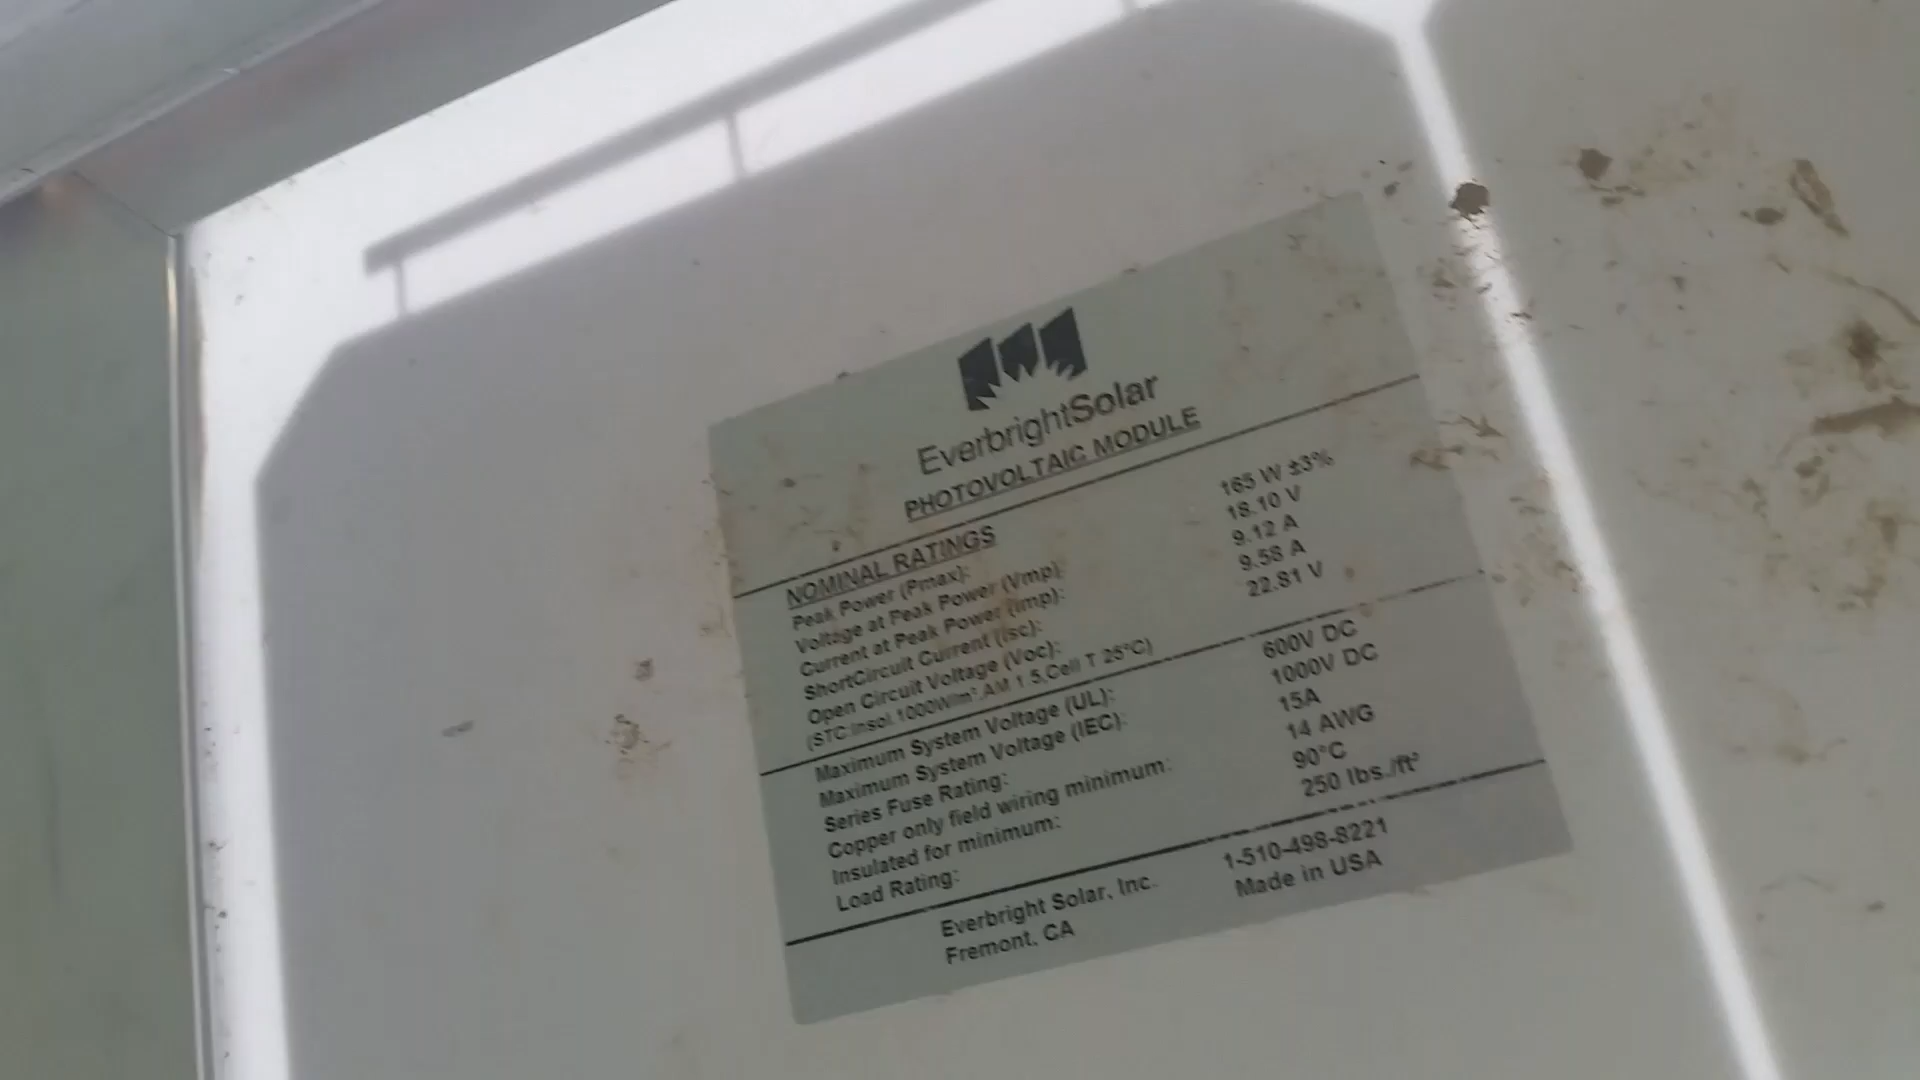 EverbrightSolar
PHOTOVOLTAIC MODULE
NOMINAL RATINGS
Peak Power (Pmax): 165 W ±3%
Voltage at Peak Power (Vmp): 18.10 V
Current at Peak Power (Imp): 9.12 A
ShortCircuit Current (Isc): 9.58 A
Open Circuit Voltage (Voc): 22.81 V
(STC:Insol.1000W/m²,AM 1.5,Cell T 25°C)
Maximum System Voltage (UL): 600V DC
Maximum System Voltage (IEC): 1000V DC
Series Fuse Rating: 15A
Copper only field wiring minimum: 14 AWG
Insulated for minimum: 90°C
Load Rating: 250 lbs./ft²
Everbright Solar, Inc. 1-510-498-8221
Fremont, CA Made in USA